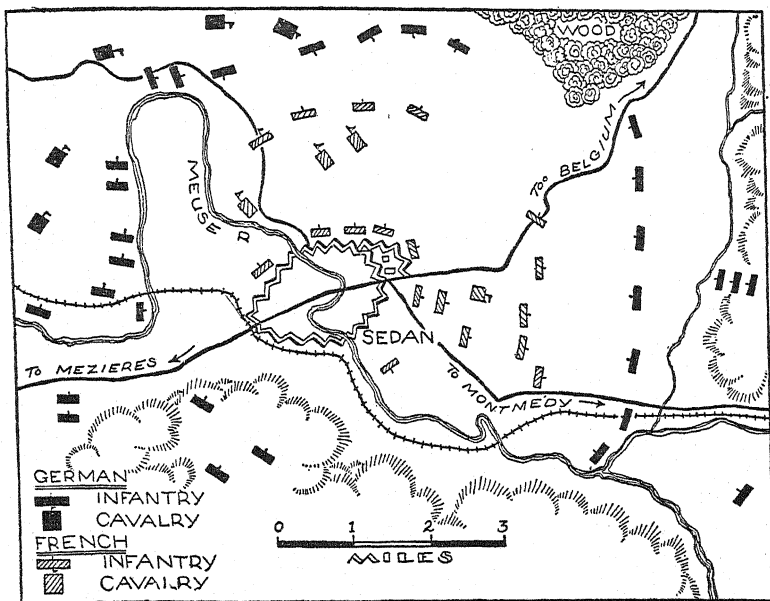 WOOD
TOO BELGIUM
MEUSE R
SEDAN
TO MEZIERES
TO MONTMEDY
GERMAN
INFANTRY
CAVALRY
FRENCH
INFANTRY
CAVALRY
0 1 2 3
MILES